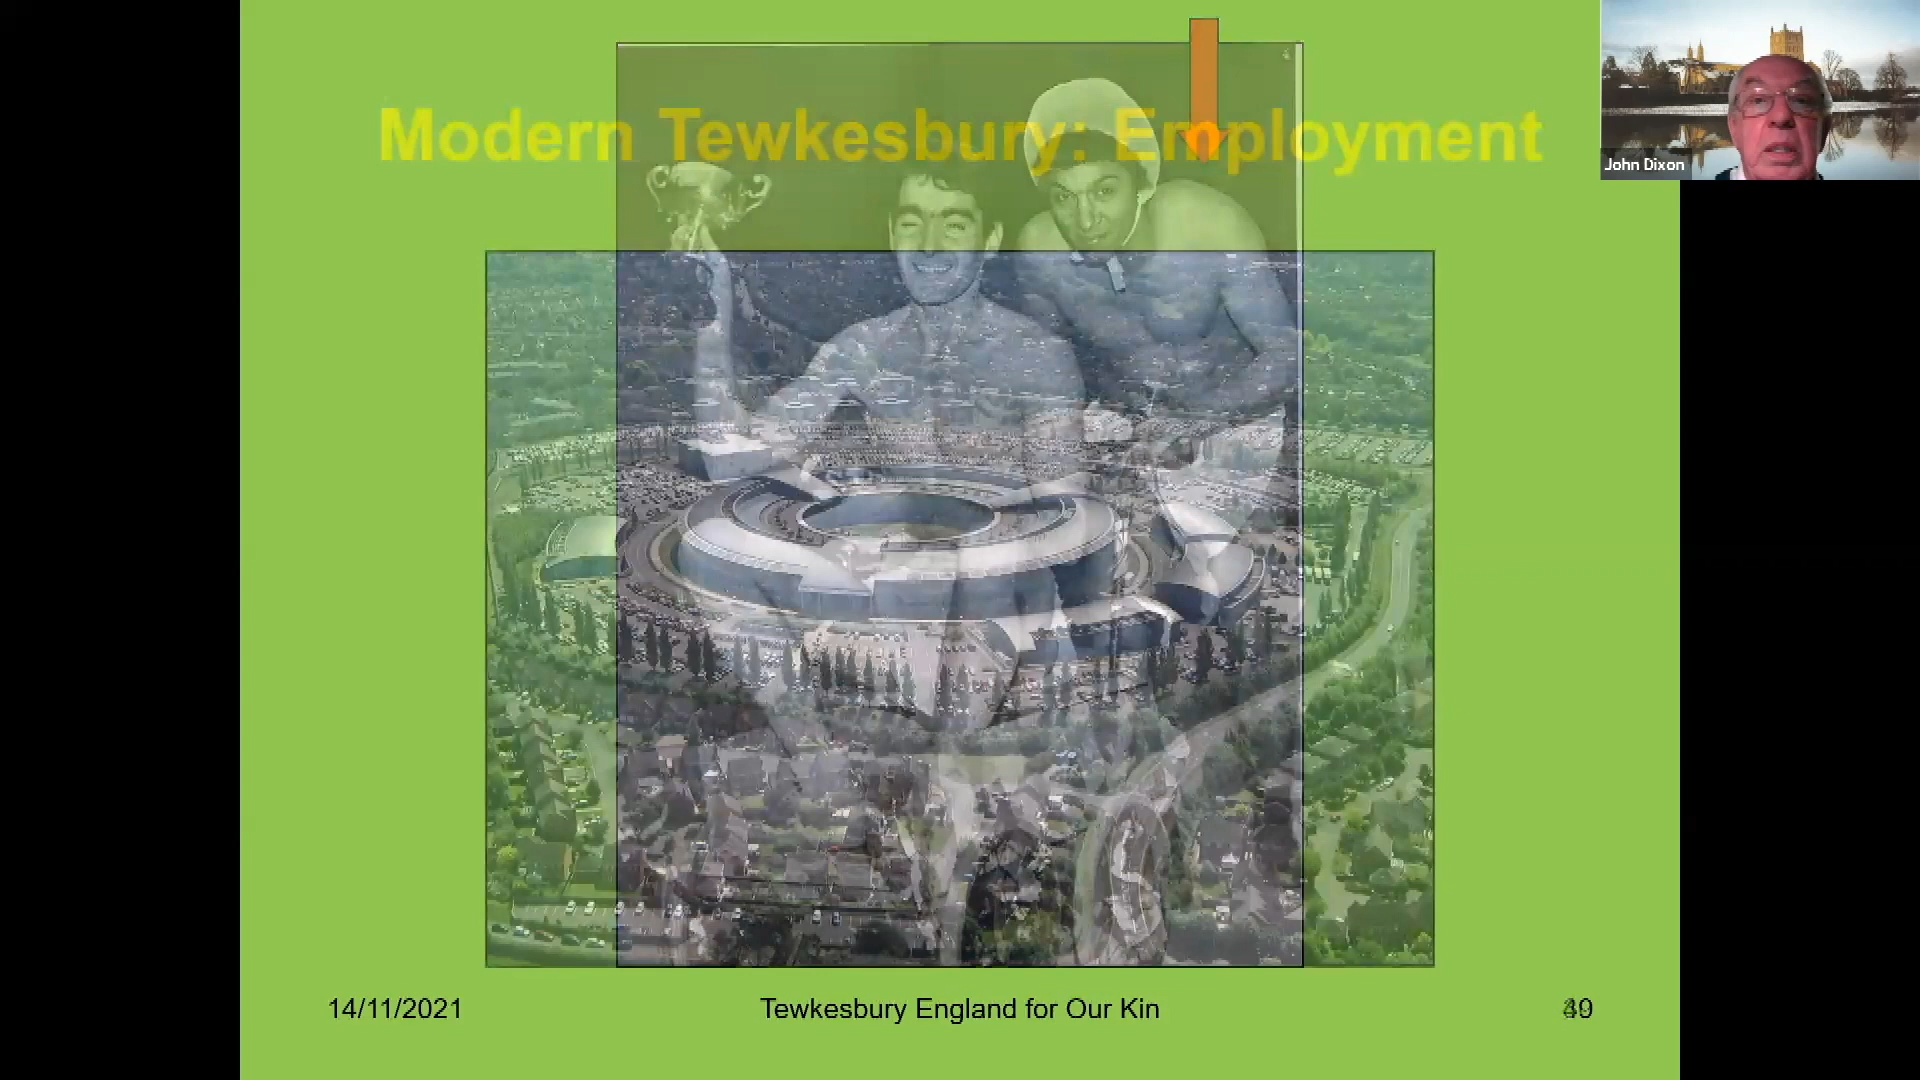 Modern Tewkesbury: Employment
John Dixon
14/11/2021
Tewkesbury England for Our Kin